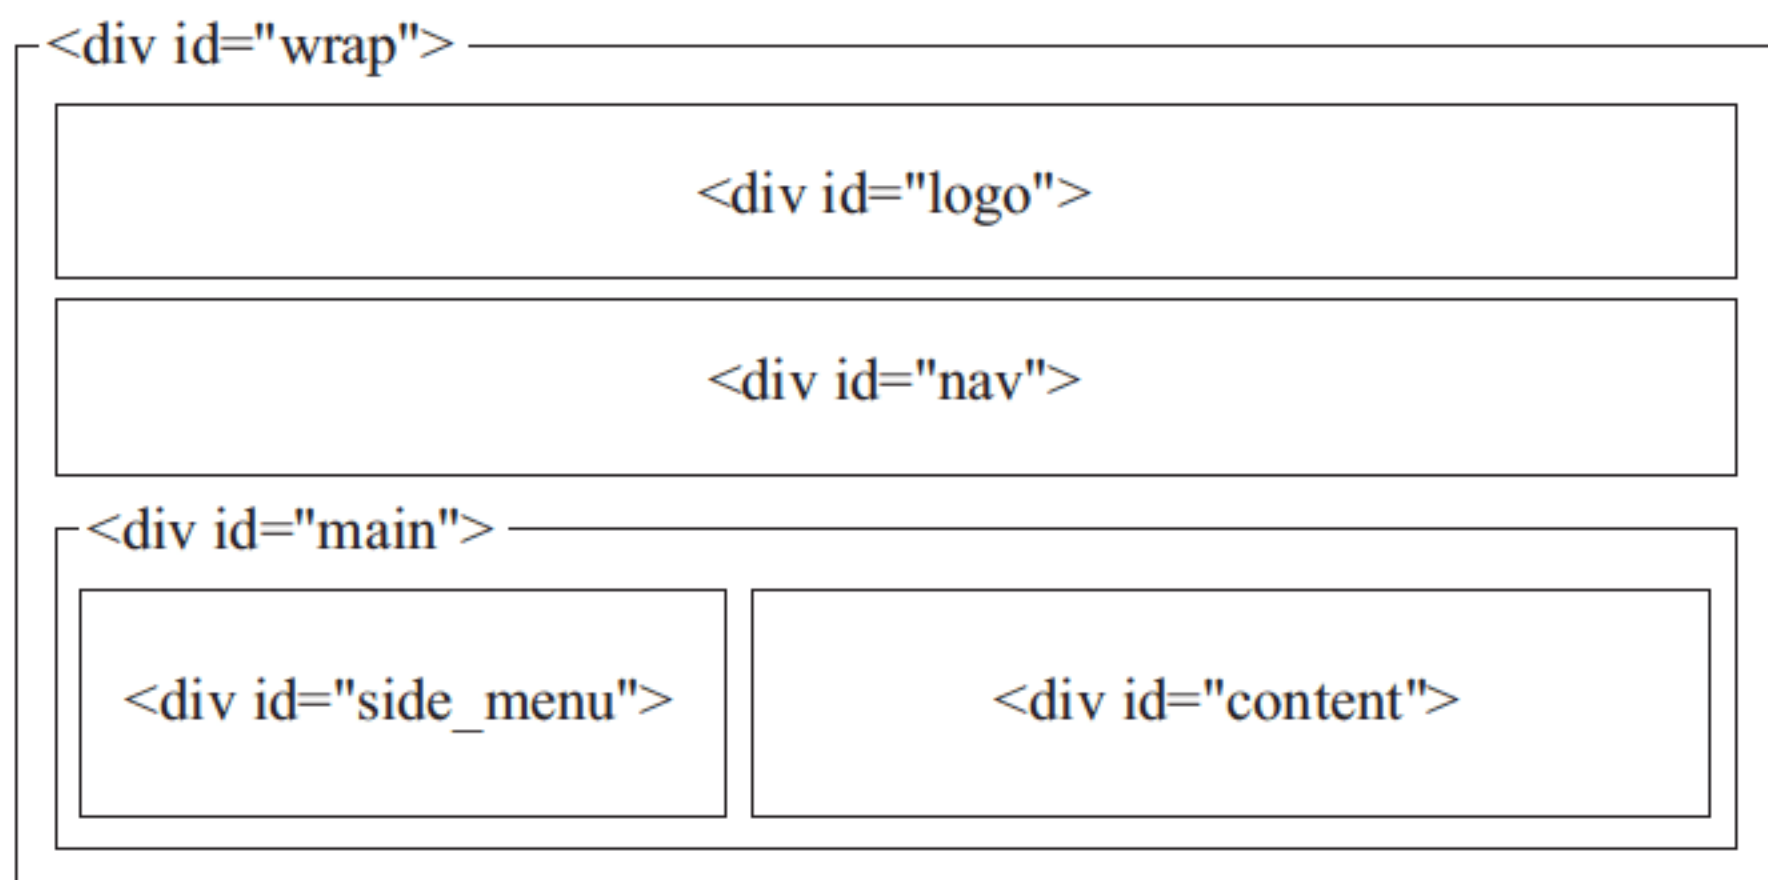 <div id="wrap">
<div id="logo">
<div id="nav">
<div id="main">
<div id="side_menu">
<div id="content">